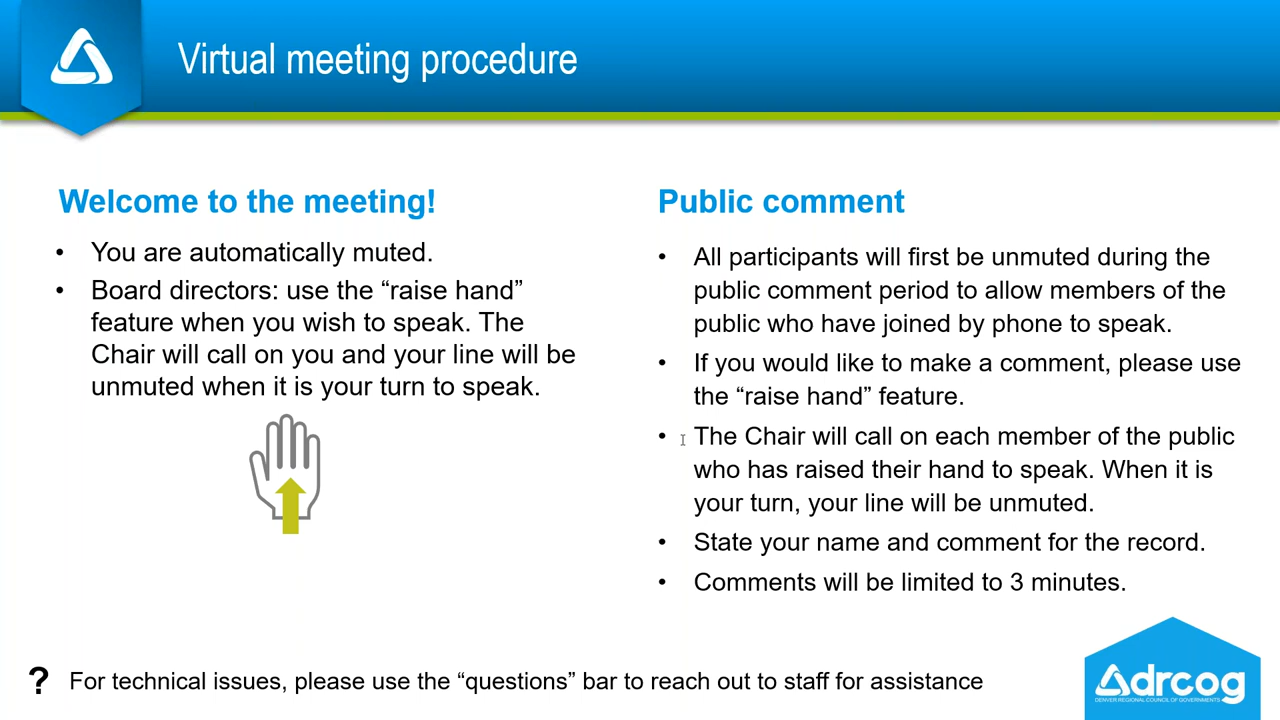 Virtual meeting procedure
Welcome to the meeting!
• You are automatically muted.
• Board directors: use the “raise hand”
feature when you wish to speak. The
Chair will call on you and your line will be
unmuted when it is your turn to speak.
Public comment
• All participants will first be unmuted during the
public comment period to allow members of the
public who have joined by phone to speak.
• If you would like to make a comment, please use
the “raise hand” feature.
• The Chair will call on each member of the public
who has raised their hand to speak. When it is
your turn, your line will be unmuted.
• State your name and comment for the record.
• Comments will be limited to 3 minutes.
? For technical issues, please use the “questions” bar to reach out to staff for assistance
drcog
DENVER REGIONAL COUNCIL OF GOVERNMENTS